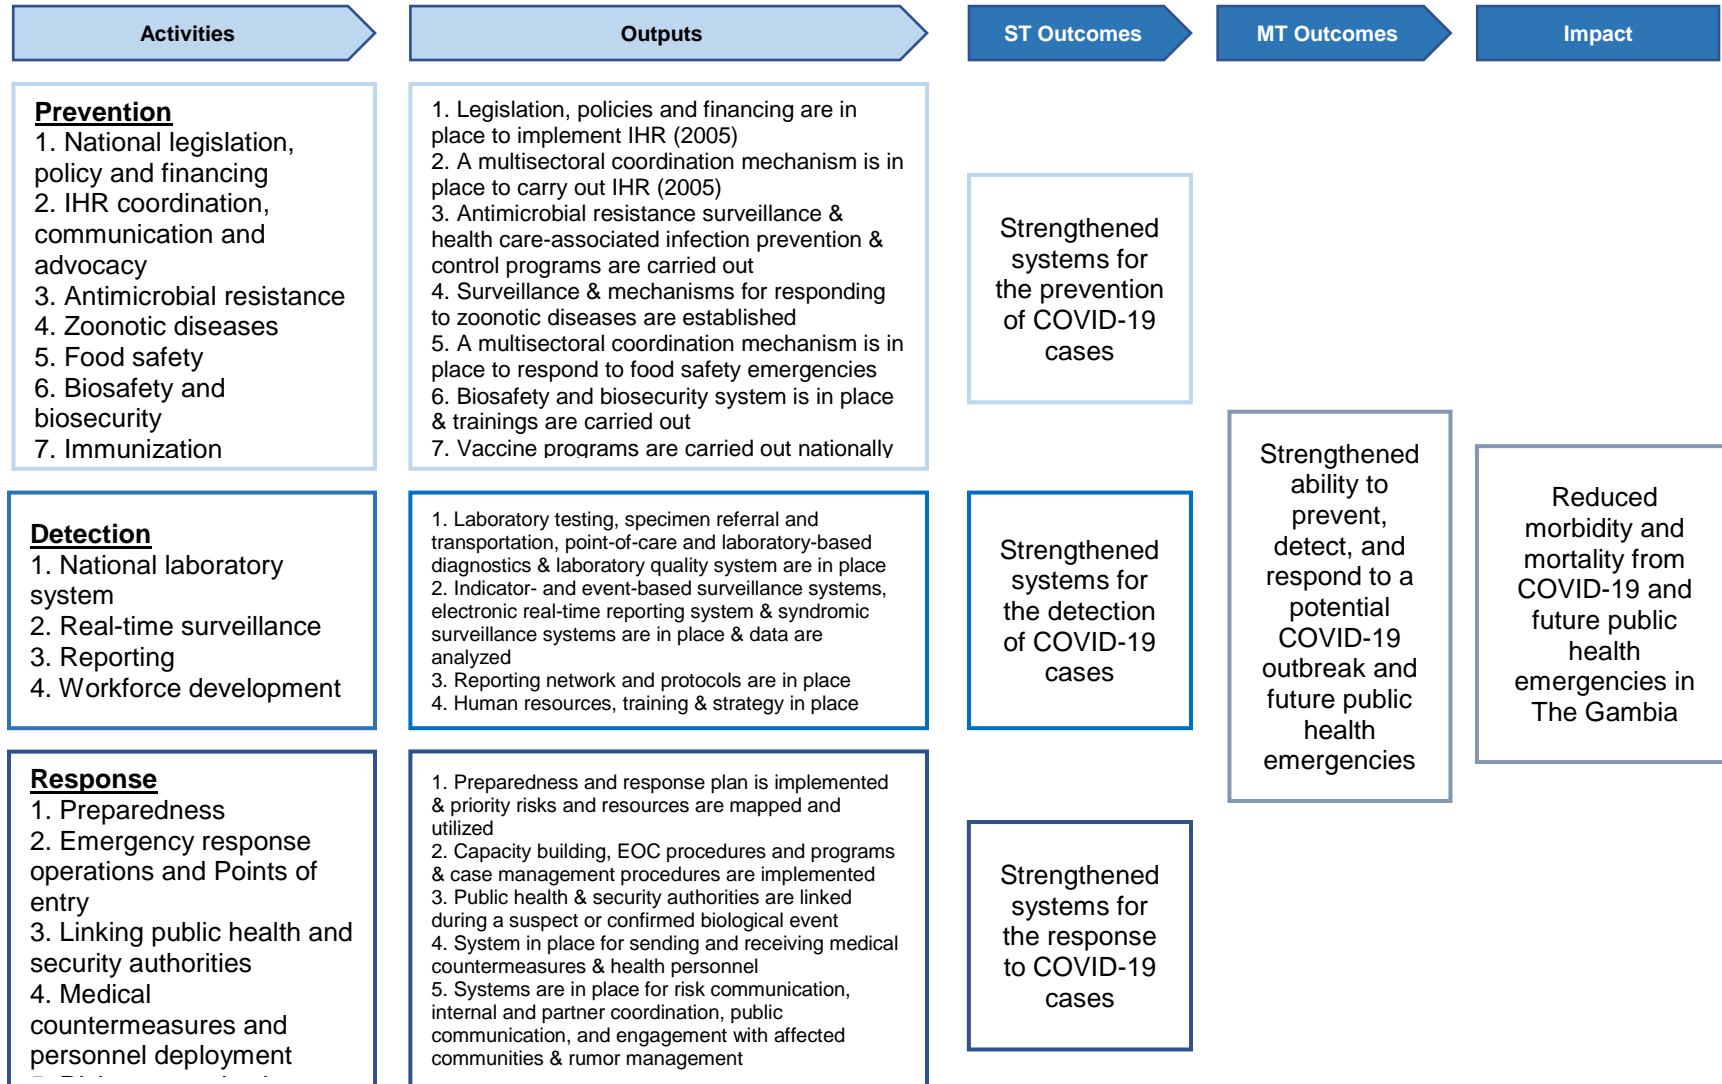 Activities
Outputs
ST Outcomes
MT Outcomes
Impact
Prevention
1. National legislation,
policy and financing
2. IHR coordination,
communication and
advocacy
3. Antimicrobial resistance
4. Zoonotic diseases
5. Food safety
6. Biosafety and
biosecurity
7. Immunization
1. Legislation, policies and financing are in
place to implement IHR (2005)
2. A multisectoral coordination mechanism is in
place to carry out IHR (2005)
3. Antimicrobial resistance surveillance &
health care-associated infection prevention &
control programs are carried out
4. Surveillance & mechanisms for responding
to zoonotic diseases are established
5. A multisectoral coordination mechanism is in
place to respond to food safety emergencies
6. Biosafety and biosecurity system is in place
& trainings are carried out
7. Vaccine programs are carried out nationally
Strengthened
systems for
the prevention
of COVID-19
cases
Detection
1. National laboratory
system
2. Real-time surveillance
3. Reporting
4. Workforce development
1. Laboratory testing, specimen referral and
transportation, point-of-care and laboratory-based
diagnostics & laboratory quality system are in place
2. Indicator- and event-based surveillance systems,
electronic real-time reporting system & syndromic
surveillance systems are in place & data are
analyzed
3. Reporting network and protocols are in place
4. Human resources, training & strategy in place
Strengthened
systems for
the detection
of COVID-19
cases
Response
1. Preparedness
2. Emergency response
operations and Points of
entry
3. Linking public health and
security authorities
4. Medical
countermeasures and
personnel deployment
1. Preparedness and response plan is implemented
& priority risks and resources are mapped and
utilized
2. Capacity building, EOC procedures and programs
& case management procedures are implemented
3. Public health & security authorities are linked
during a suspect or confirmed biological event
4. System in place for sending and receiving medical
countermeasures & health personnel
5. Systems are in place for risk communication,
internal and partner coordination, public
communication, and engagement with affected
communities & rumor management
Strengthened
systems for
the response
to COVID-19
cases
Strengthened
ability to
prevent,
detect, and
respond to a
potential
COVID-19
outbreak and
future public
health
emergencies
Reduced
morbidity and
mortality from
COVID-19 and
future public
health
emergencies in
The Gambia